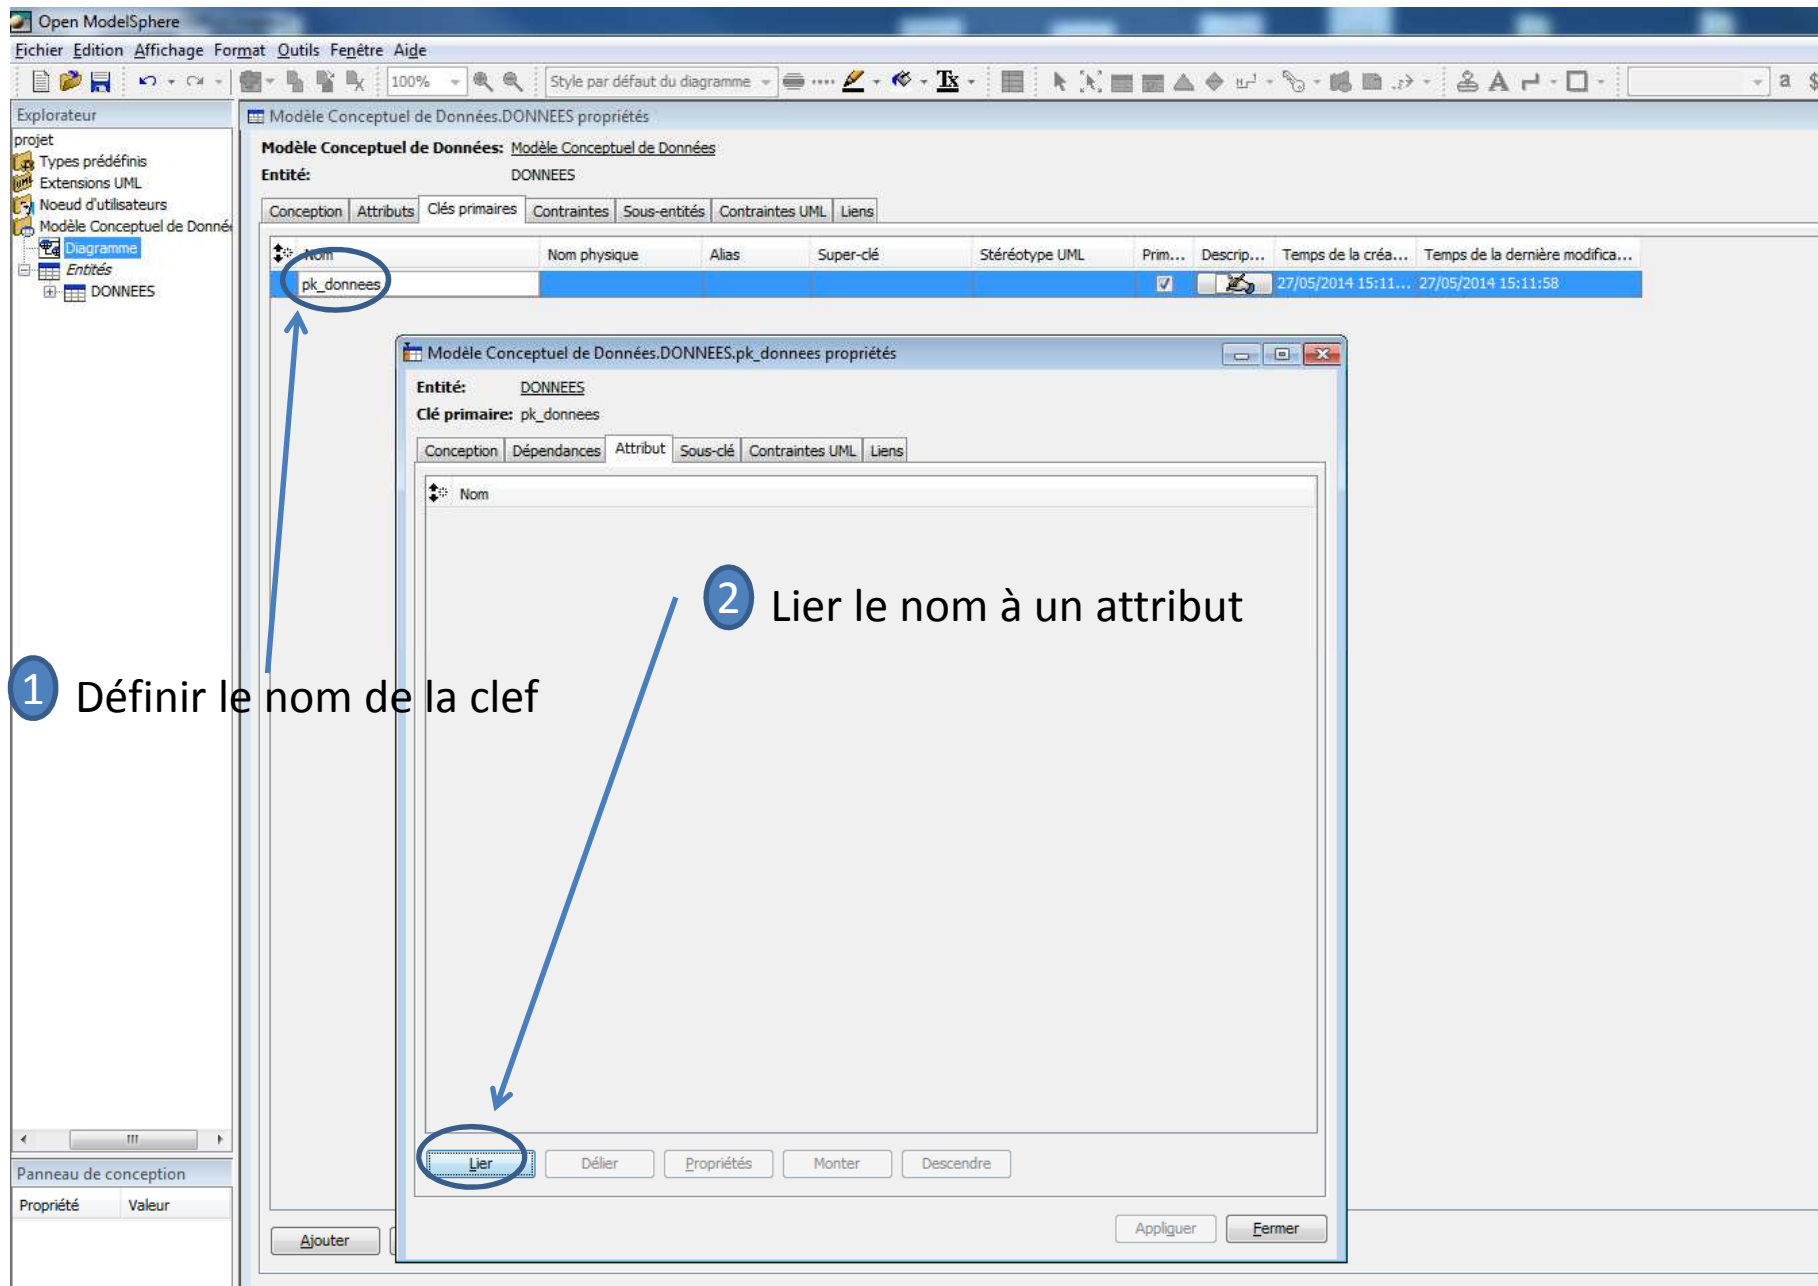 Open ModelSphere
Fichier Edition Affichage Format Outils Fenêtre Aide
100% Style par défaut du diagramme Tx A a $
Explorateur
projet
Types prédéfinis
Extensions UML
Noeud d'utilisateurs
Modèle Conceptuel de Donné
Diagramme
Entités
DONNEES
Modèle Conceptuel de Données.DONNEES propriétés
Modèle Conceptuel de Données: Modèle Conceptuel de Données
Entité: DONNEES
Conception Attributs Clés primaires Contraintes Sous-entités Contraintes UML Liens
Nom Nom physique Alias Super-clé Stéréotype UML Prim... Descrip... Temps de la créa... Temps de la dernière modifica...
pk_donnees 27/05/2014 15:11... 27/05/2014 15:11:58
Modèle Conceptuel de Données.DONNEES.pk_donnees propriétés
Entité: DONNEES
Clé primaire: pk_donnees
Conception Dépendances Attribut Sous-clé Contraintes UML Liens
Nom
2 Lier le nom à un attribut
1 Définir le nom de la clef
Lier Délier Propriétés Monter Descendre
Appliquer Fermer
Panneau de conception
Propriété Valeur
Ajouter